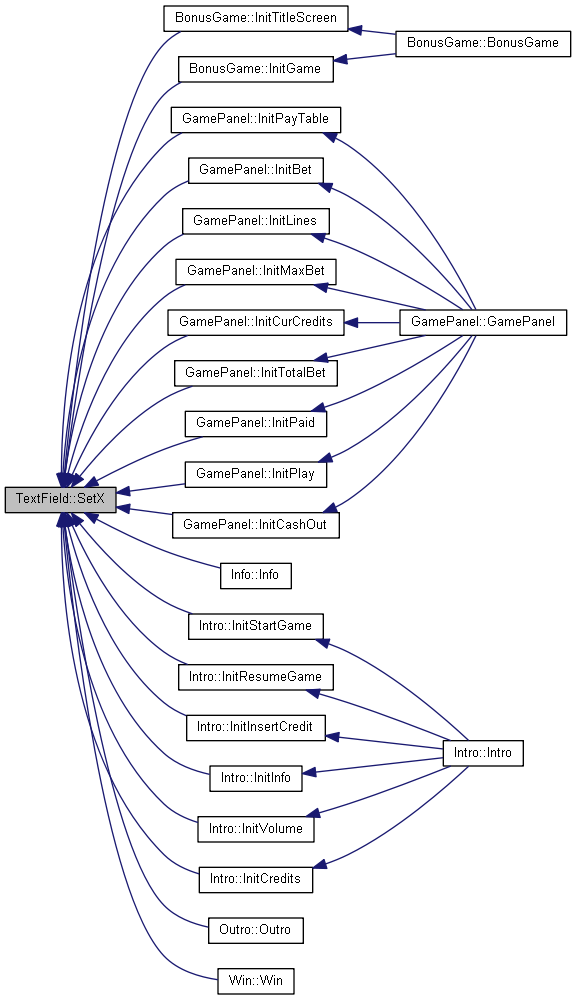 BonusGame::InitTitleScreen
BonusGame::BonusGame
BonusGame::InitGame
GamePanel::InitPayTable
GamePanel::InitBet
GamePanel::InitLines
GamePanel::InitMaxBet
GamePanel::InitCurCredits
GamePanel::GamePanel
GamePanel::InitTotalBet
GamePanel::InitPaid
GamePanel::InitPlay
TextField::SetX
GamePanel::InitCashOut
Info::Info
Intro::InitStartGame
Intro::InitResumeGame
Intro::InitInsertCredit
Intro::Intro
Intro::InitInfo
Intro::InitVolume
Intro::InitCredits
Outro::Outro
Win::Win